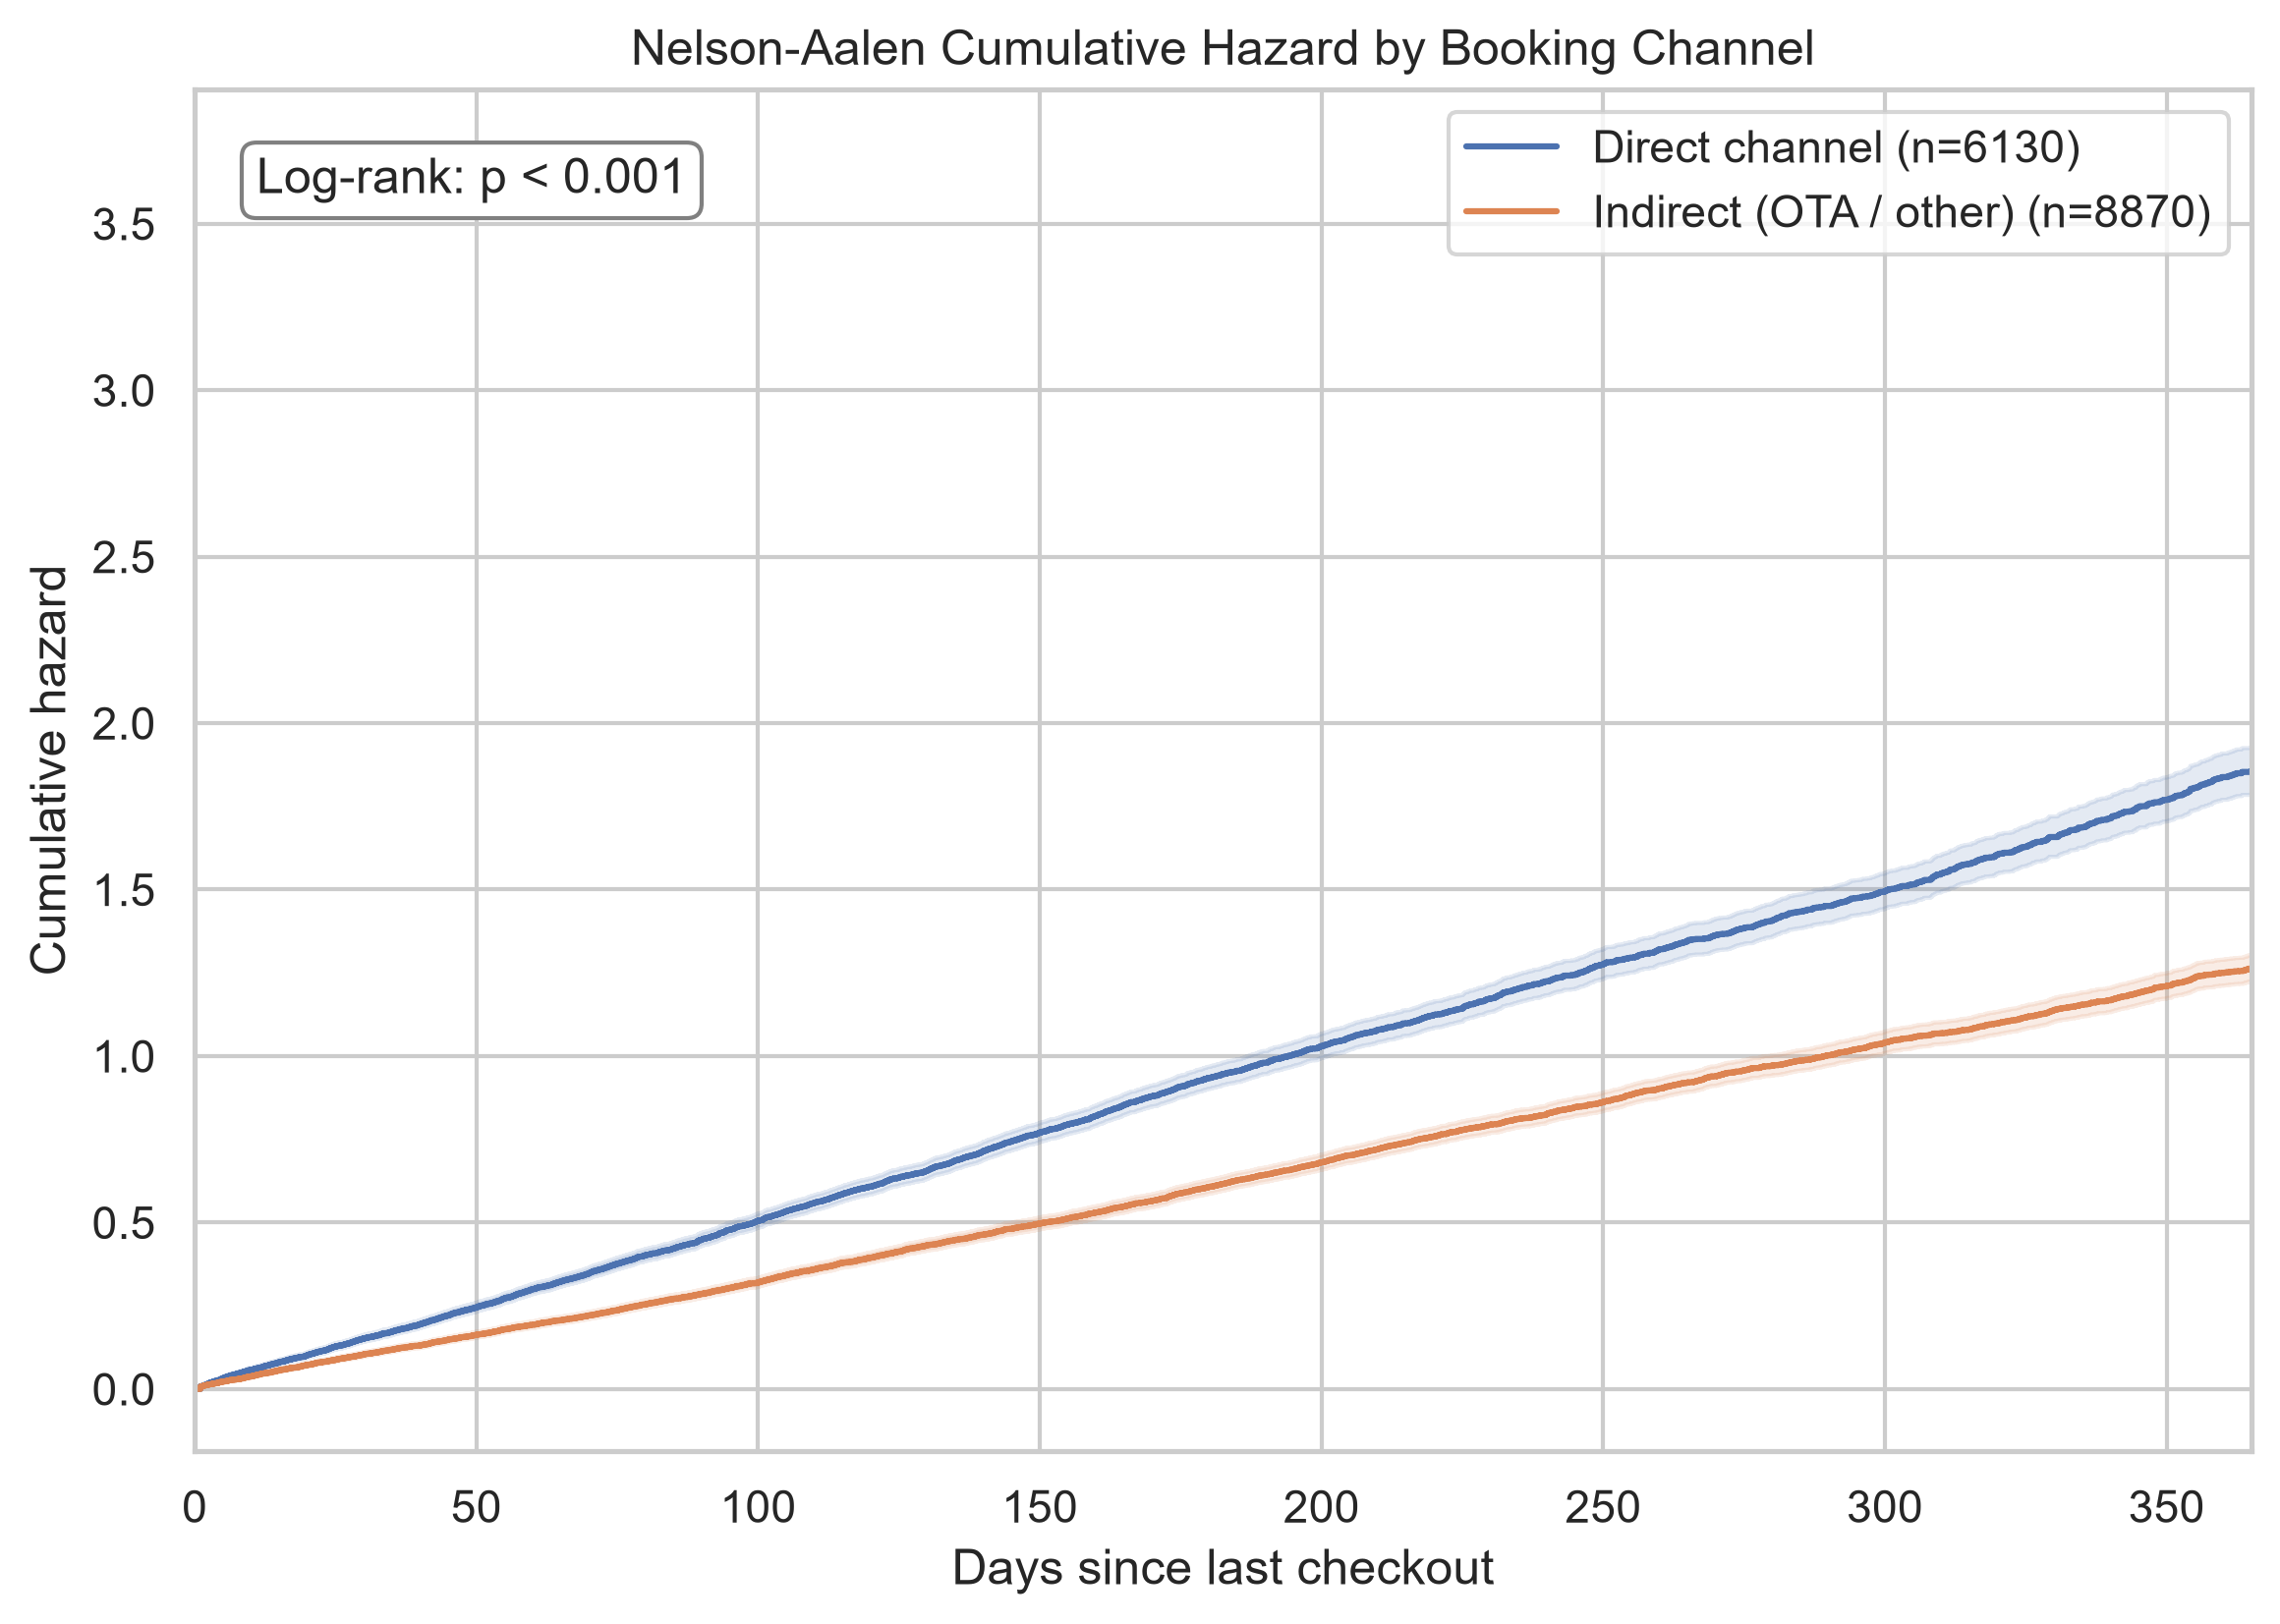 Nelson-Aalen Cumulative Hazard by Booking Channel
Log-rank: p < 0.001
Direct channel (n=6130)
Indirect (OTA / other) (n=8870)
Cumulative hazard
3.5
3.0
2.5
2.0
1.5
1.0
0.5
0.0
0 50 100 150 200 250 300 350
Days since last checkout